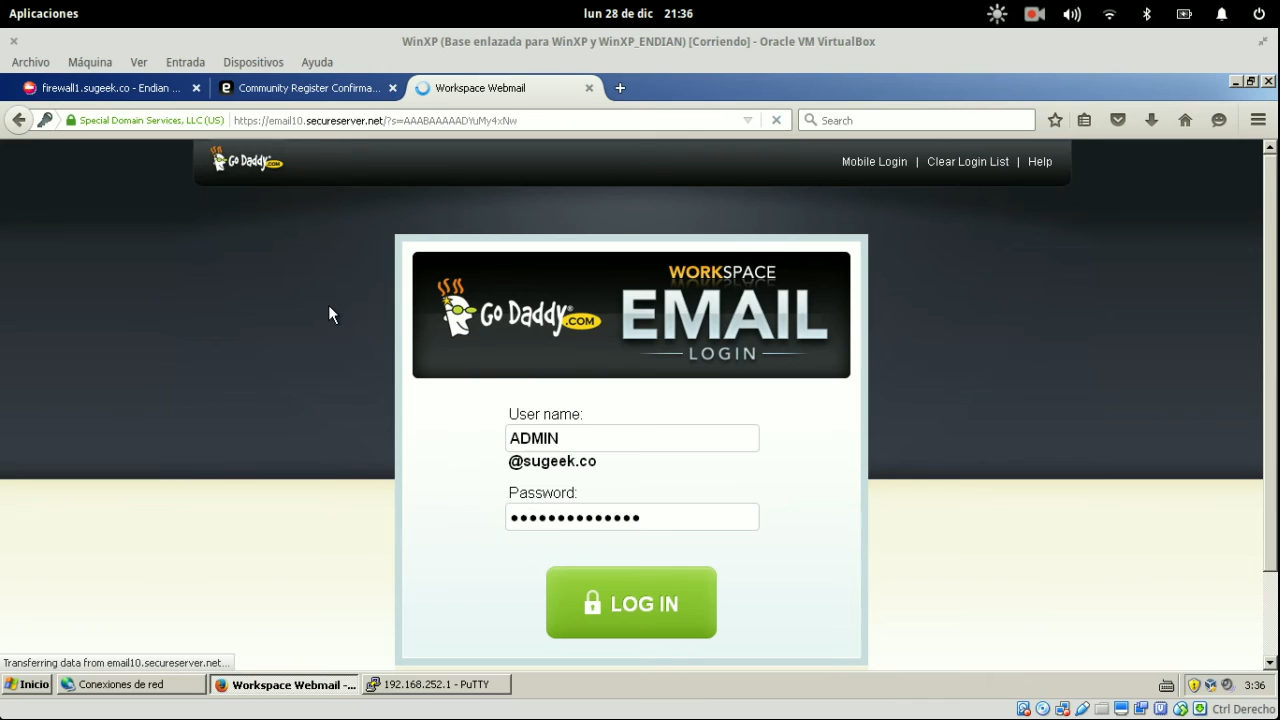 Aplicaciones
lun 28 de dic 21:36
WinXP (Base enlazada para WinXP y WinXP_ENDIAN) [Corriendo] - Oracle VM VirtualBox
Archivo Máquina Ver Entrada Dispositivos Ayuda
firewall1.sugeek.co - Endian ...
Community Register Confirma...
Workspace Webmail
Special Domain Services, LLC (US)
https://email10.secureserver.net/?s=AAABAAAAADYuMy4xNw
Search
Go Daddy.COM
Mobile Login | Clear Login List | Help
Go Daddy®.COM
WORKSPACE
EMAIL
LOGIN
User name:
ADMIN
@sugeek.co
Password:
LOG IN
Transferring data from email10.secureserver.net...
Inicio
Conexiones de red
Workspace Webmail -...
192.168.252.1 - PuTTY
3:36
Ctrl Derecho